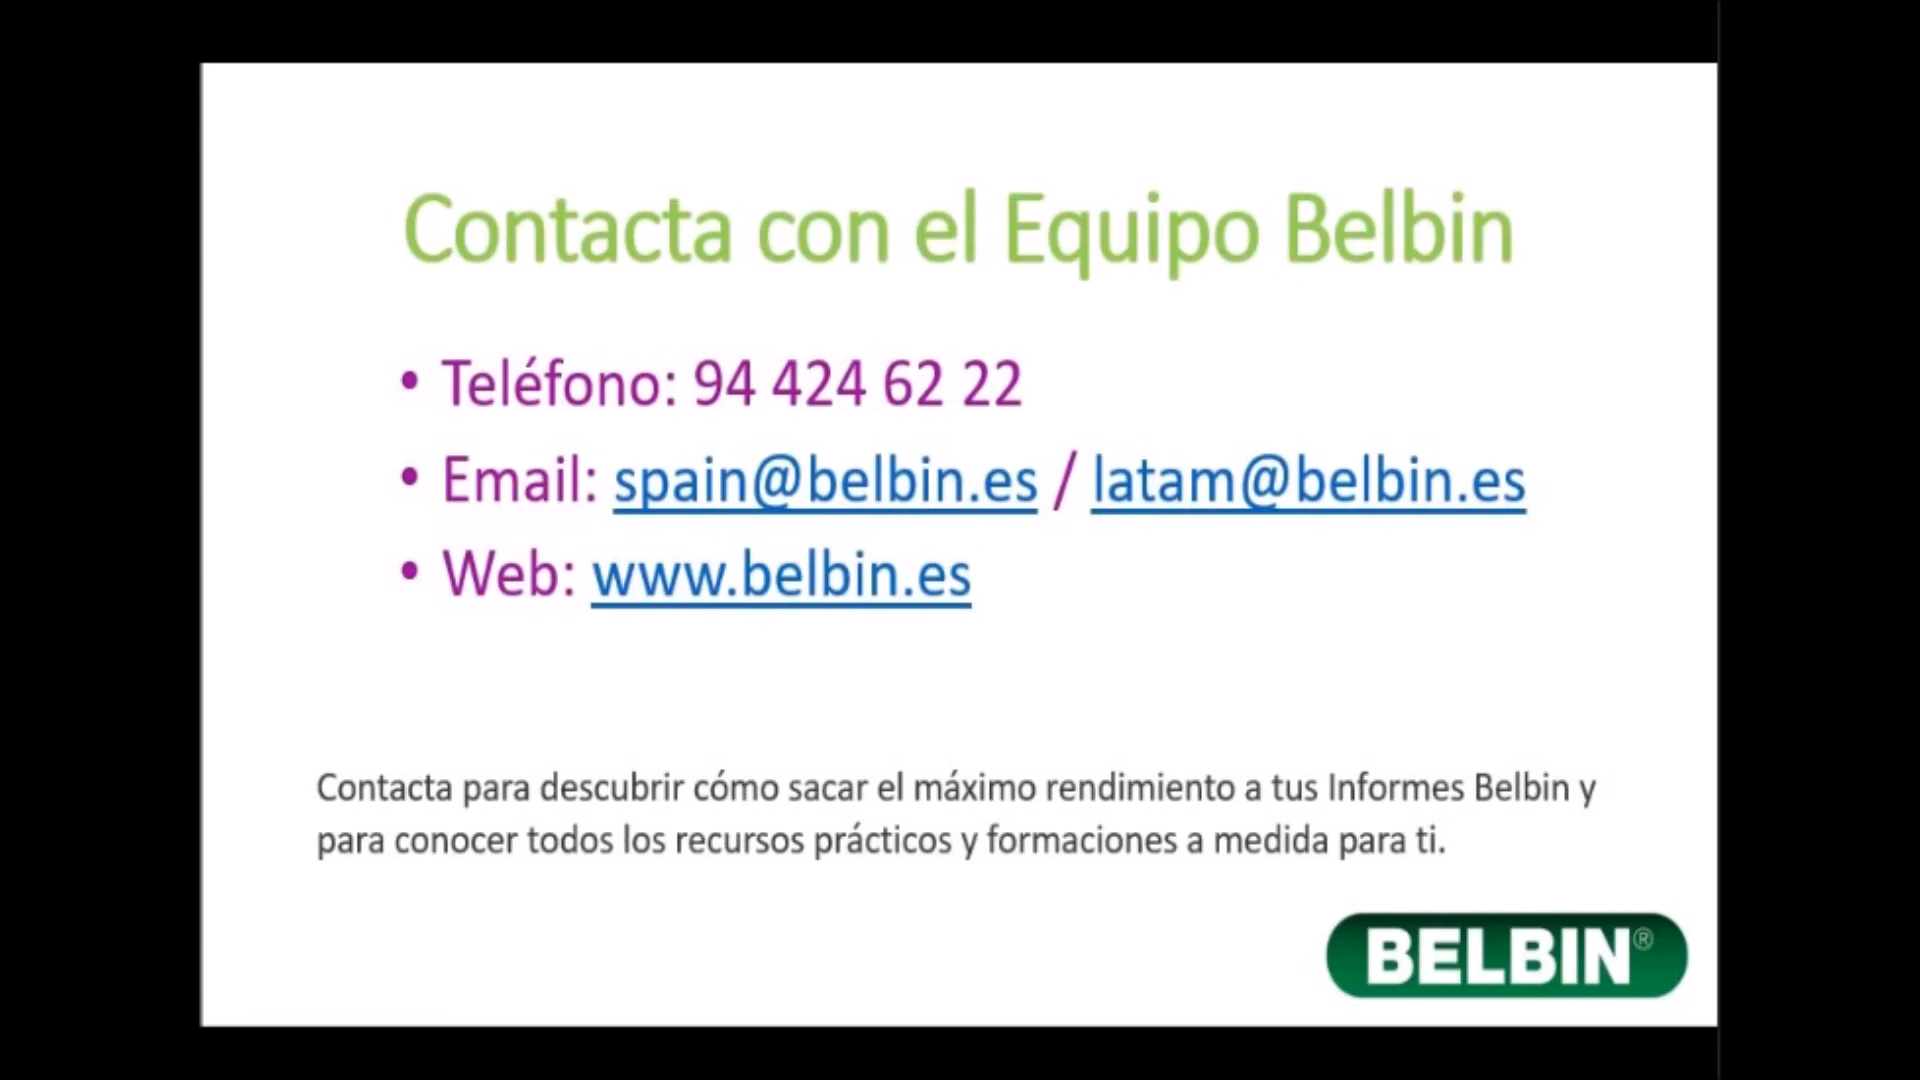 Contacta con el Equipo Belbin
• Teléfono: 94 424 62 22
• Email: spain@belbin.es / latam@belbin.es
• Web: www.belbin.es
Contacta para descubrir cómo sacar el máximo rendimiento a tus Informes Belbin y
para conocer todos los recursos prácticos y formaciones a medida para ti.
BELBIN®